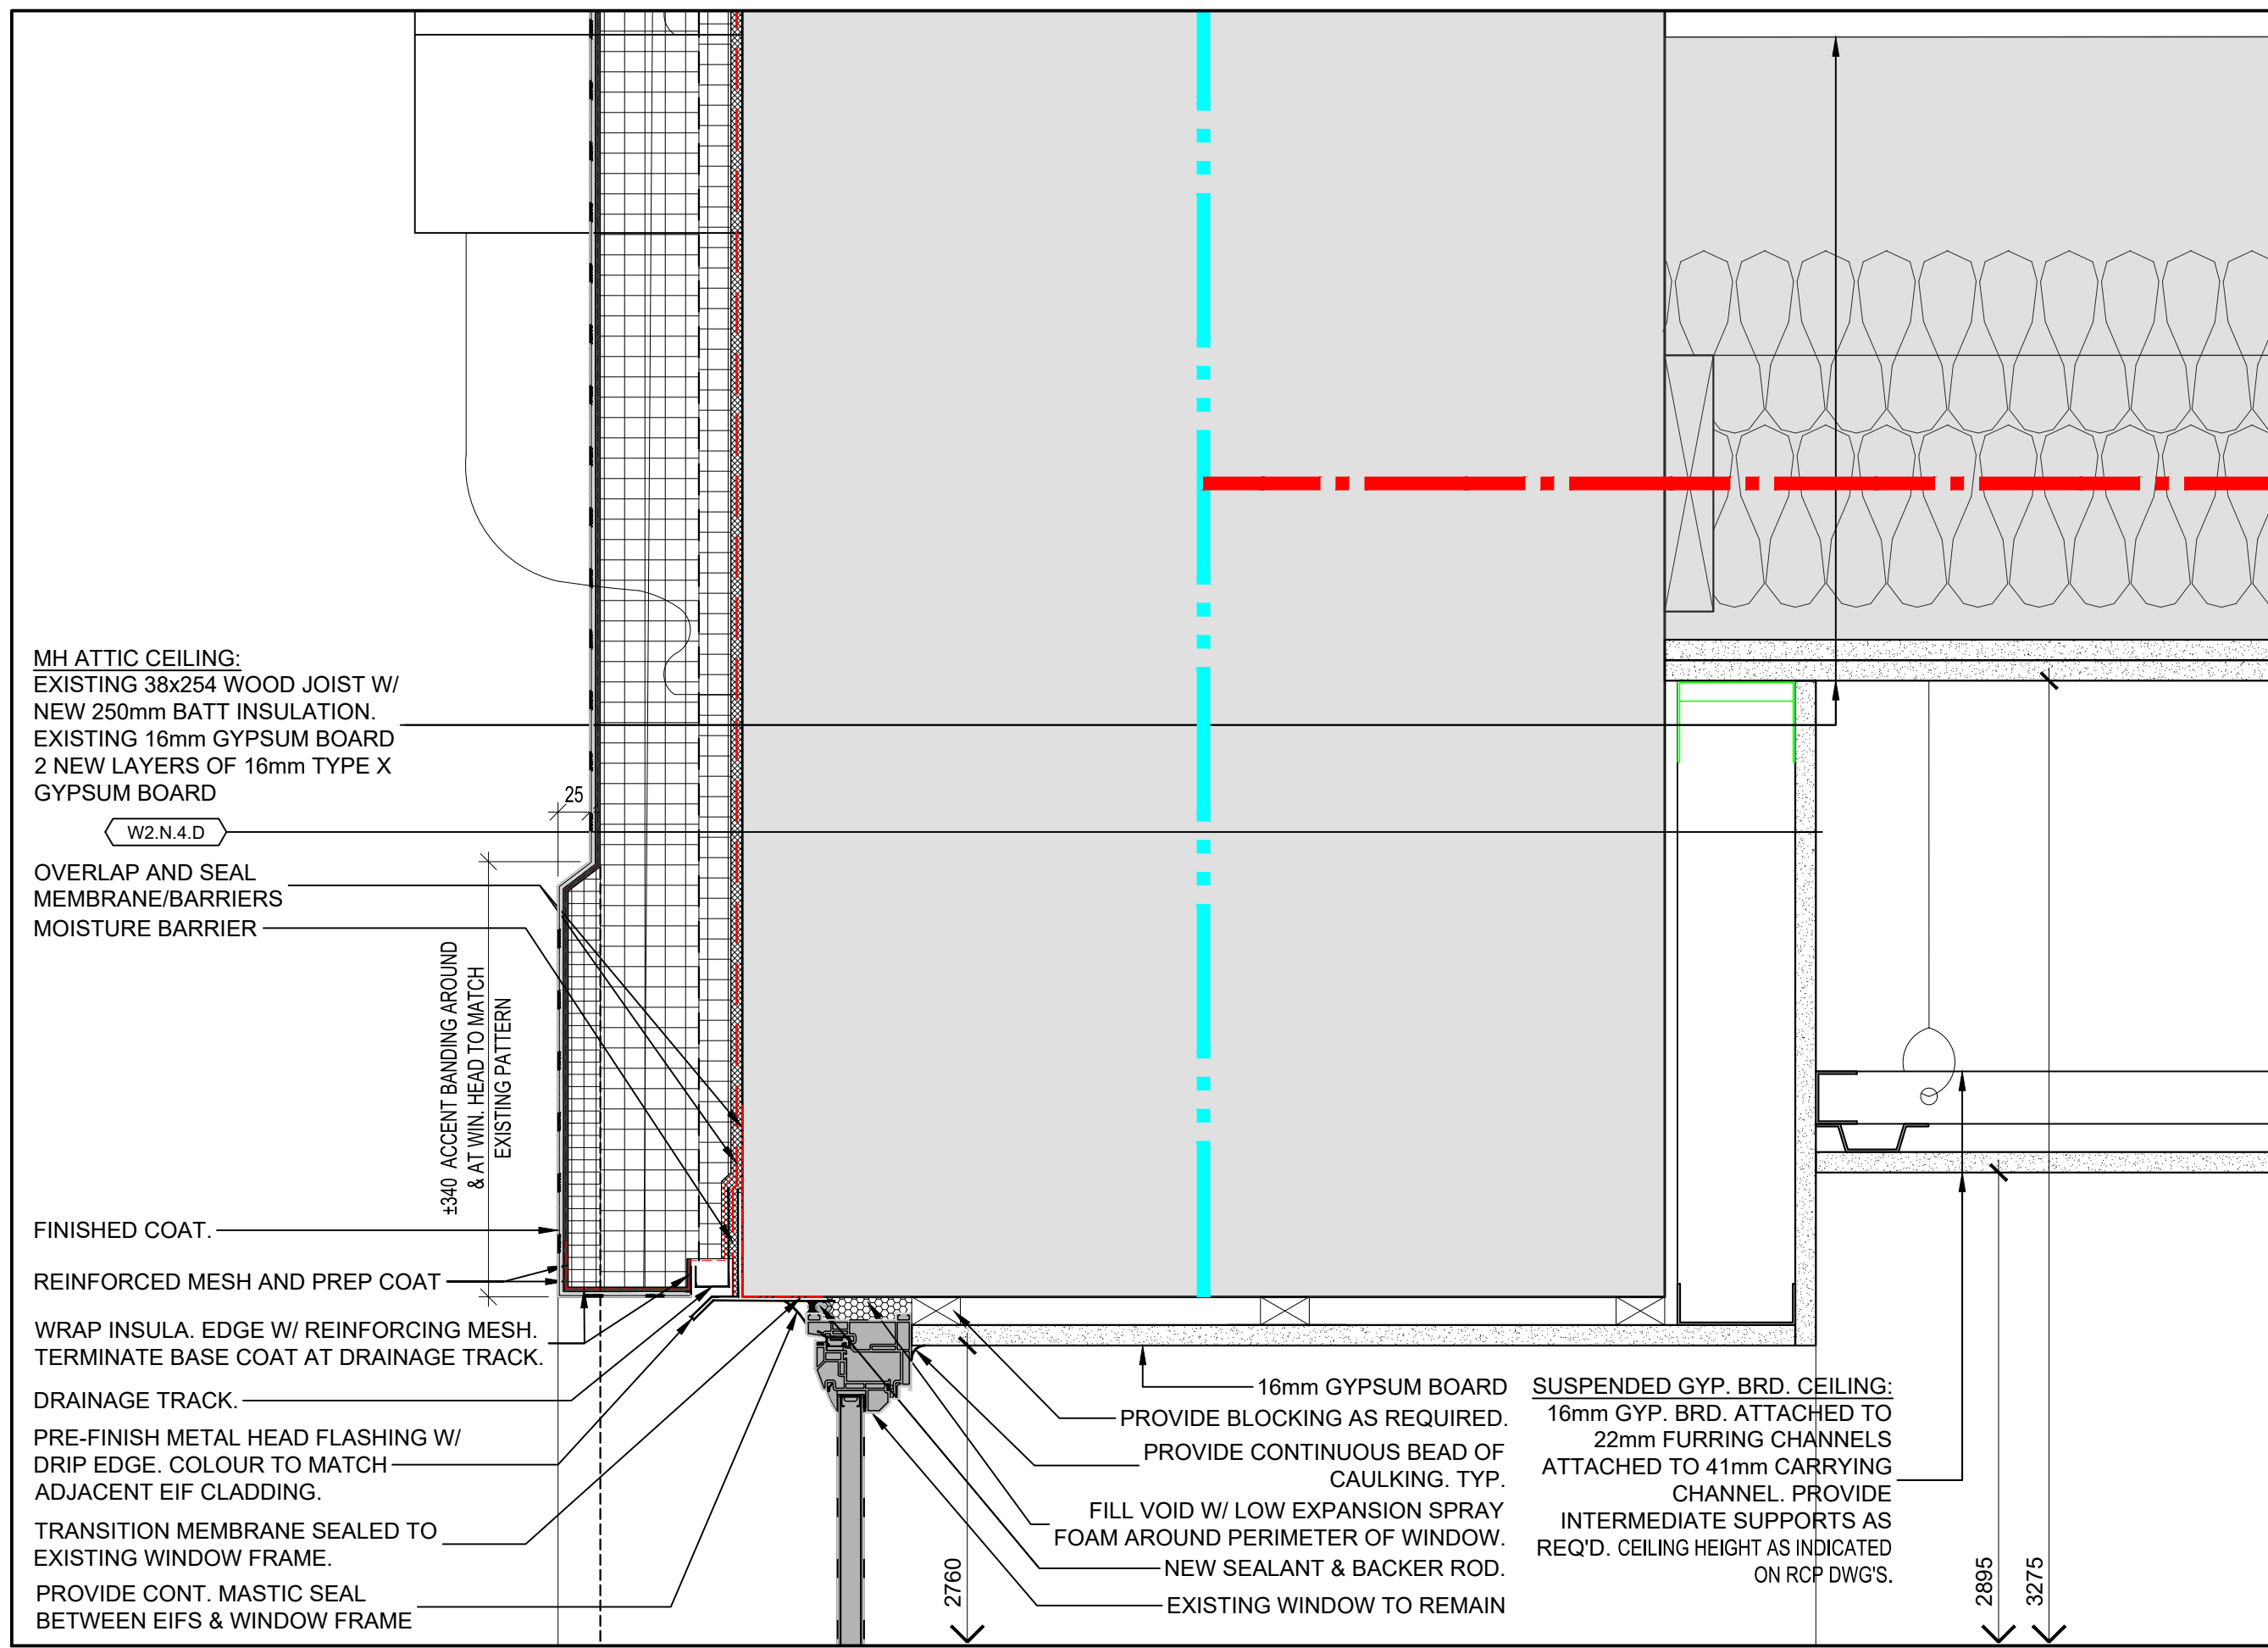 MH ATTIC CEILING:
EXISTING 38x254 WOOD JOIST W/
NEW 250mm BATT INSULATION.
EXISTING 16mm GYPSUM BOARD
2 NEW LAYERS OF 16mm TYPE X
GYPSUM BOARD
25
W2.N.4.D
OVERLAP AND SEAL
MEMBRANE/BARRIERS
MOISTURE BARRIER
±340 ACCENT BANDING AROUND
& AT WIN. HEAD TO MATCH
EXISTING PATTERN
FINISHED COAT.
REINFORCED MESH AND PREP COAT
WRAP INSULA. EDGE W/ REINFORCING MESH.
TERMINATE BASE COAT AT DRAINAGE TRACK.
DRAINAGE TRACK.
PRE-FINISH METAL HEAD FLASHING W/
DRIP EDGE. COLOUR TO MATCH
ADJACENT EIF CLADDING.
TRANSITION MEMBRANE SEALED TO
EXISTING WINDOW FRAME.
PROVIDE CONT. MASTIC SEAL
BETWEEN EIFS & WINDOW FRAME
16mm GYPSUM BOARD
PROVIDE BLOCKING AS REQUIRED.
PROVIDE CONTINUOUS BEAD OF
CAULKING. TYP.
FILL VOID W/ LOW EXPANSION SPRAY
FOAM AROUND PERIMETER OF WINDOW.
NEW SEALANT & BACKER ROD.
EXISTING WINDOW TO REMAIN
2760
SUSPENDED GYP. BRD. CEILING:
16mm GYP. BRD. ATTACHED TO
22mm FURRING CHANNELS
ATTACHED TO 41mm CARRYING
CHANNEL. PROVIDE
INTERMEDIATE SUPPORTS AS
REQ'D. CEILING HEIGHT AS INDICATED
ON RCP DWG'S.
2895
3275